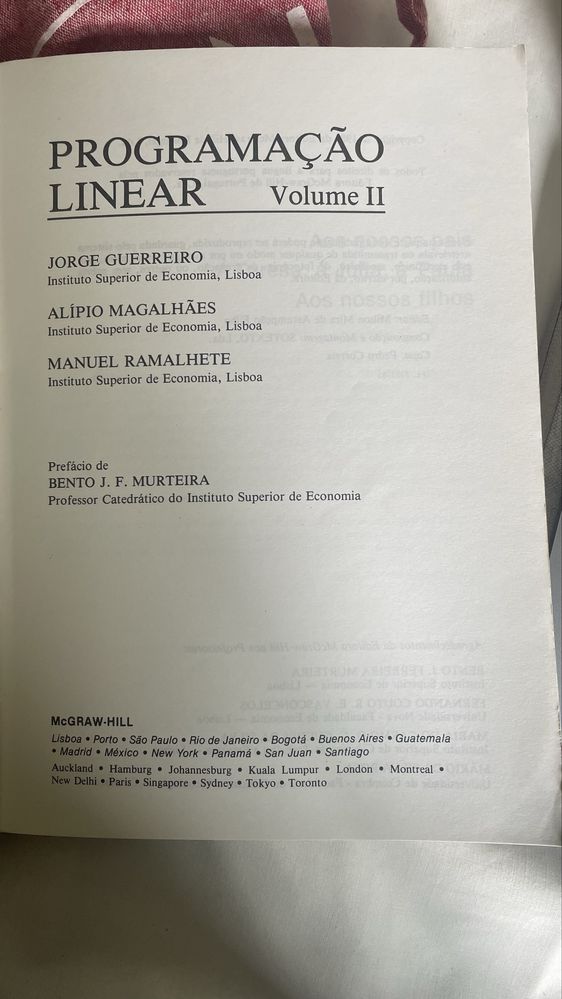 PROGRAMAÇÃO
LINEAR Volume II
JORGE GUERREIRO
Instituto Superior de Economia, Lisboa
ALÍPIO MAGALHÃES
Instituto Superior de Economia, Lisboa
MANUEL RAMALHETE
Instituto Superior de Economia, Lisboa
Aos nossos filhos
Prefácio de
BENTO J. F. MURTEIRA
Professor Catedrático do Instituto Superior de Economia
McGRAW-HILL
Lisboa • Porto • São Paulo • Rio de Janeiro • Bogotá • Buenos Aires • Guatemala
• Madrid • México • New York • Panamá • San Juan • Santiago
Auckland • Hamburg • Johannesburg • Kuala Lumpur • London • Montreal •
New Delhi • Paris • Singapore • Sydney • Tokyo • Toronto